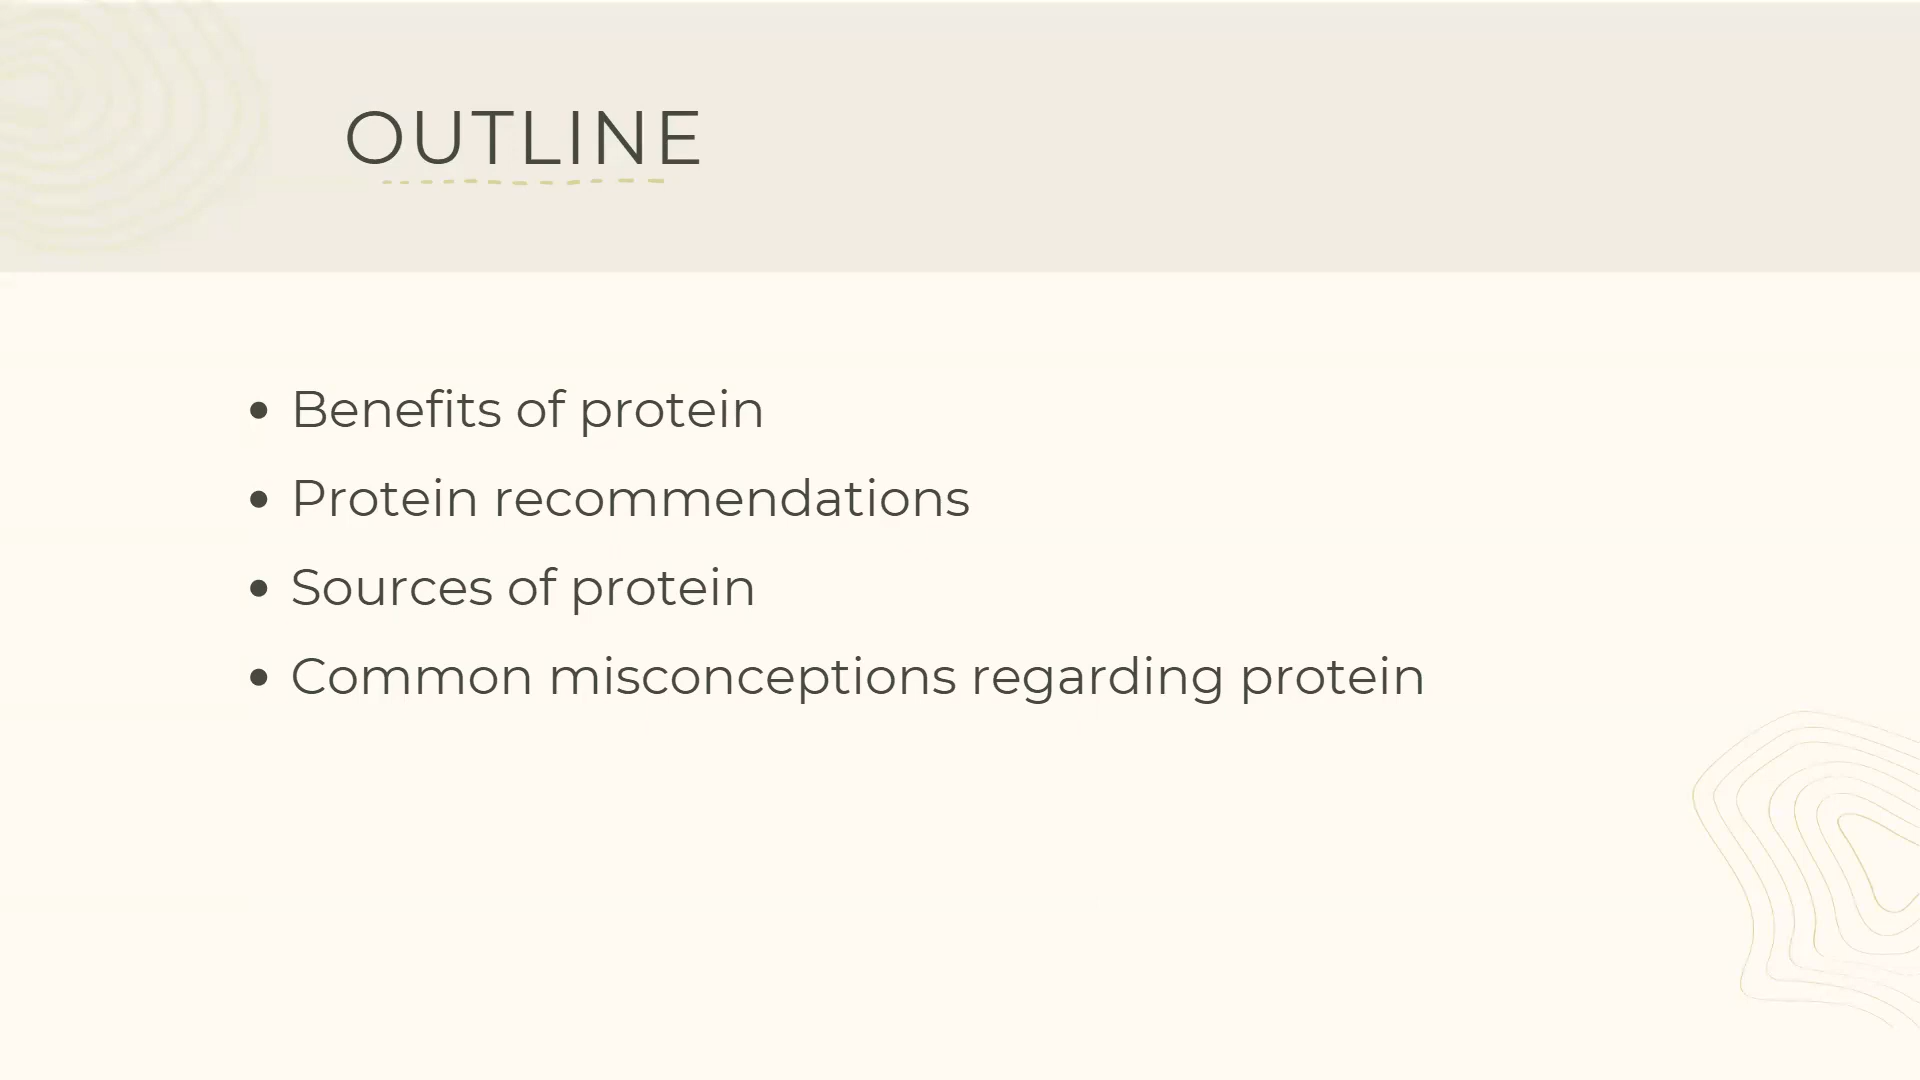 OUTLINE
• Benefits of protein
• Protein recommendations
• Sources of protein
• Common misconceptions regarding protein